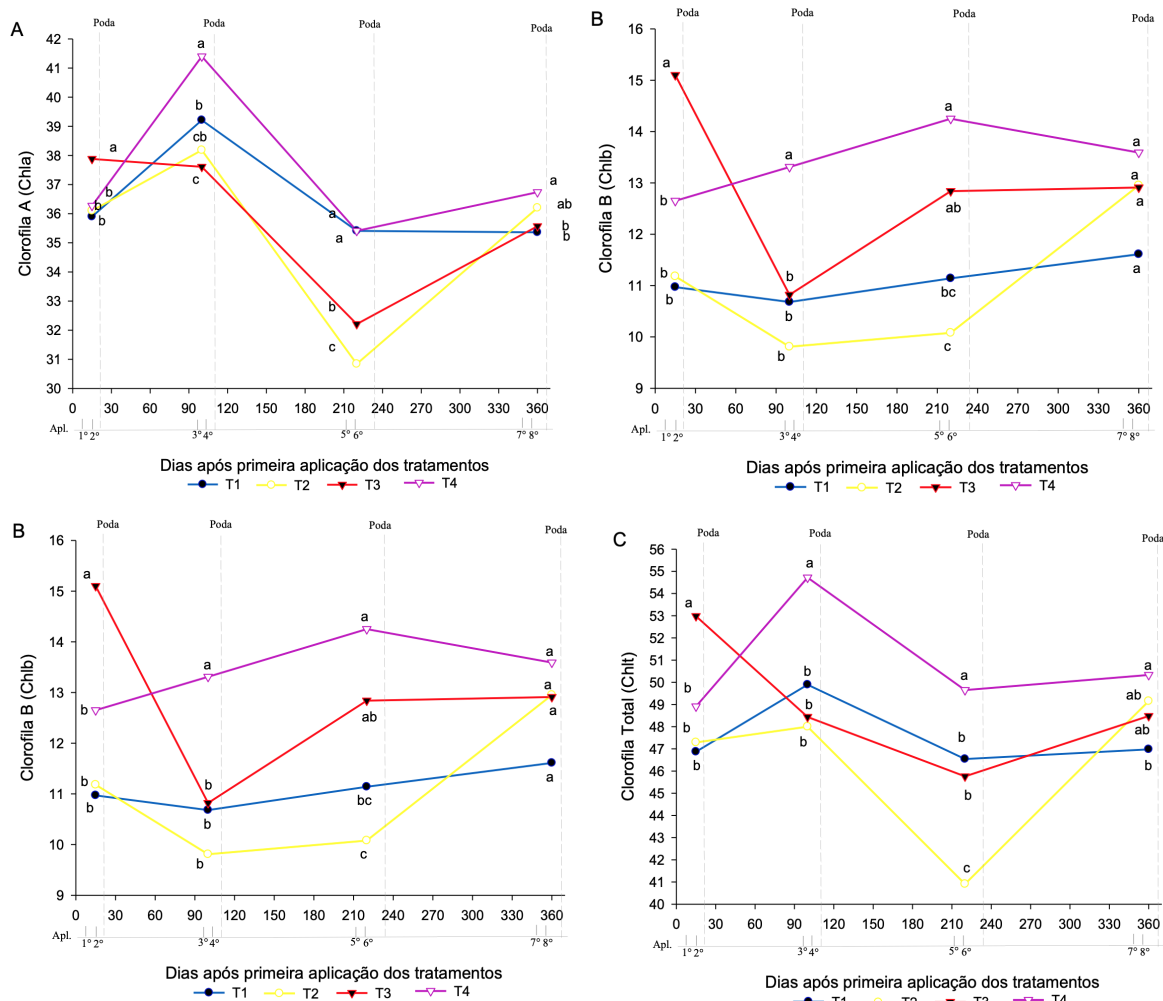 A
Poda Poda Poda Poda
42
41
40
39
38
37
36
35
34
33
32
31
30
Clorofila A (Chla)
a
b
b
b
a
b
cb
c
a
a
b
c
a
ab
b
b
0 30 60 90 120 150 180 210 240 270 300 330 360
Apl. 1° 2° 3° 4° 5° 6° 7° 8°
Dias após primeira aplicação dos tratamentos
T1 T2 T3 T4
B
Poda Poda Poda Poda
16
15
14
13
12
11
10
9
Clorofila B (Chlb)
a
b
b
b
a
b
b
b
a
ab
bc
c
a
a
a
a
0 30 60 90 120 150 180 210 240 270 300 330 360
Apl. 1° 2° 3° 4° 5° 6° 7° 8°
Dias após primeira aplicação dos tratamentos
T1 T2 T3 T4
B
Poda Poda Poda Poda
16
15
14
13
12
11
10
9
Clorofila B (Chlb)
a
b
b
b
a
b
b
b
a
ab
bc
c
a
a
a
a
0 30 60 90 120 150 180 210 240 270 300 330 360
Apl. 1° 2° 3° 4° 5° 6° 7° 8°
Dias após primeira aplicação dos tratamentos
T1 T2 T3 T4
C
Poda Poda Poda Poda
56
55
54
53
52
51
50
49
48
47
46
45
44
43
42
41
40
Clorofila Total (Chlt)
a
b
b
b
a
b
b
b
a
b
b
c
a
ab
ab
b
0 30 60 90 120 150 180 210 240 270 300 330 360
Apl. 1° 2° 3° 4° 5° 6° 7° 8°
Dias após primeira aplicação dos tratamentos
T1 T2 T3 T4